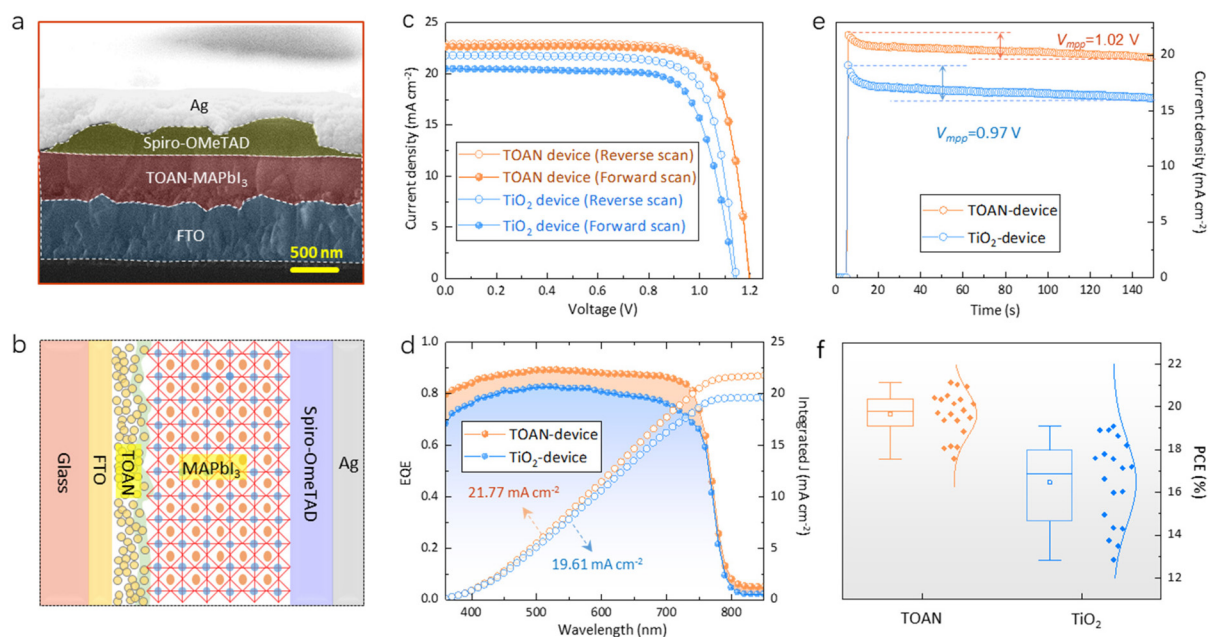 a
Ag
Spiro-OMeTAD
TOAN-MAPbI₃
FTO
500 nm
b
Glass
FTO
TOAN
MAPbI₃
Spiro-OmeTAD
Ag
c
Current density (mA cm⁻²)
25
20
15
10
5
0
TOAN device (Reverse scan)
TOAN device (Forward scan)
TiO₂ device (Reverse scan)
TiO₂ device (Forward scan)
0.0 0.2 0.4 0.6 0.8 1.0 1.2
Voltage (V)
d
EQE
1.0
0.8
0.6
0.4
0.2
0.0
TOAN-device
TiO₂-device
21.77 mA cm⁻²
19.61 mA cm⁻²
25
20
15
10
5
0
Integrated J (mA cm⁻²)
400 500 600 700 800
Wavelength (nm)
e
Vmpp=1.02 V
Vmpp=0.97 V
TOAN-device
TiO₂-device
20
15
10
5
0
Current density (mA cm⁻²)
0 20 40 60 80 100 120 140
Time (s)
f
22
20
18
16
14
12
PCE (%)
TOAN TiO₂